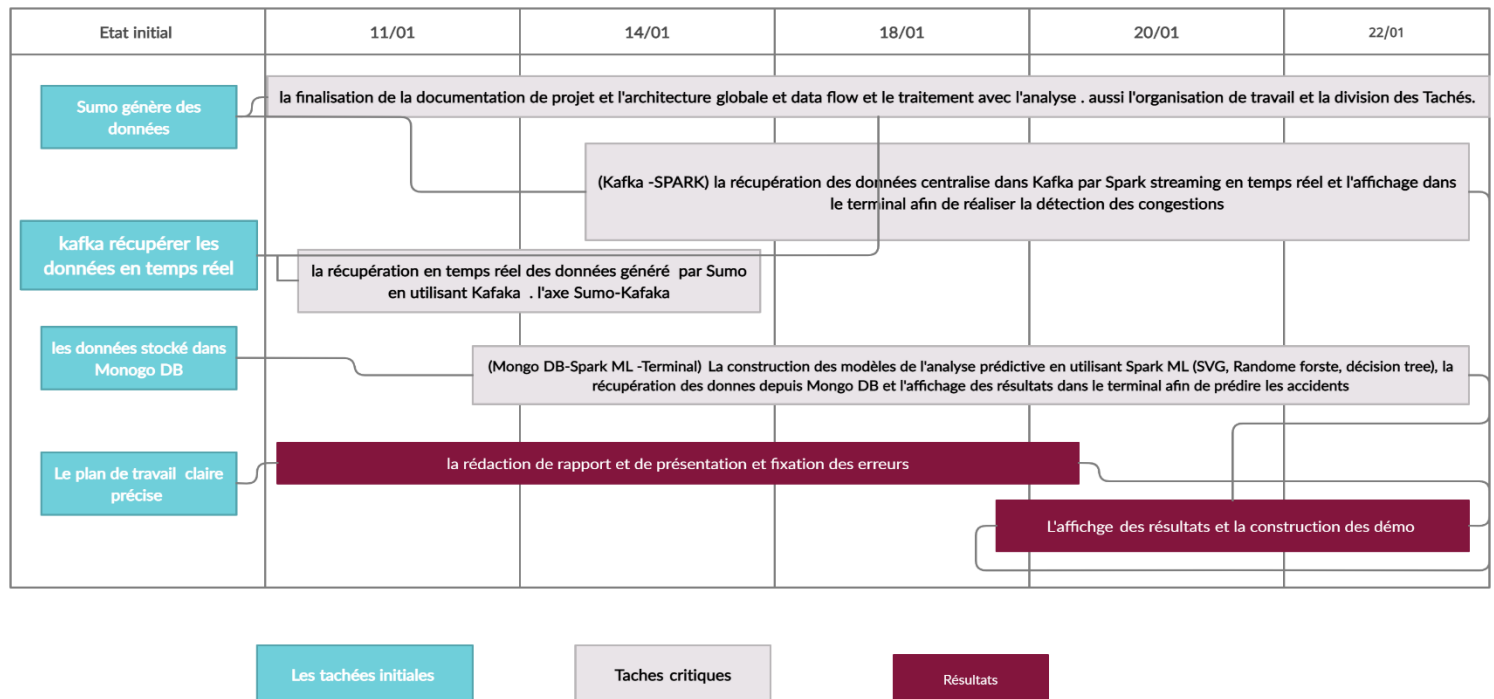 Etat initial
11/01
14/01
18/01
20/01
22/01
Sumo génère des
données
la finalisation de la documentation de projet et l'architecture globale et data flow et le traitement avec l'analyse . aussi l'organisation de travail et la division des Tachés.
(Kafka -SPARK) la récupération des données centralise dans Kafka par Spark streaming en temps réel et l'affichage dans
le terminal afin de réaliser la détection des congestions
kafka récupérer les
données en temps réel
la récupération en temps réel des données généré par Sumo
en utilisant Kafaka . l'axe Sumo-Kafaka
les données stocké dans
Monogo DB
(Mongo DB-Spark ML -Terminal) La construction des modèles de l'analyse prédictive en utilisant Spark ML (SVG, Randome forste, décision tree), la
récupération des donnes depuis Mongo DB et l'affichage des résultats dans le terminal afin de prédire les accidents
Le plan de travail claire
précise
la rédaction de rapport et de présentation et fixation des erreurs
L'affichge des résultats et la construction des démo
Les tachées initiales
Taches critiques
Résultats